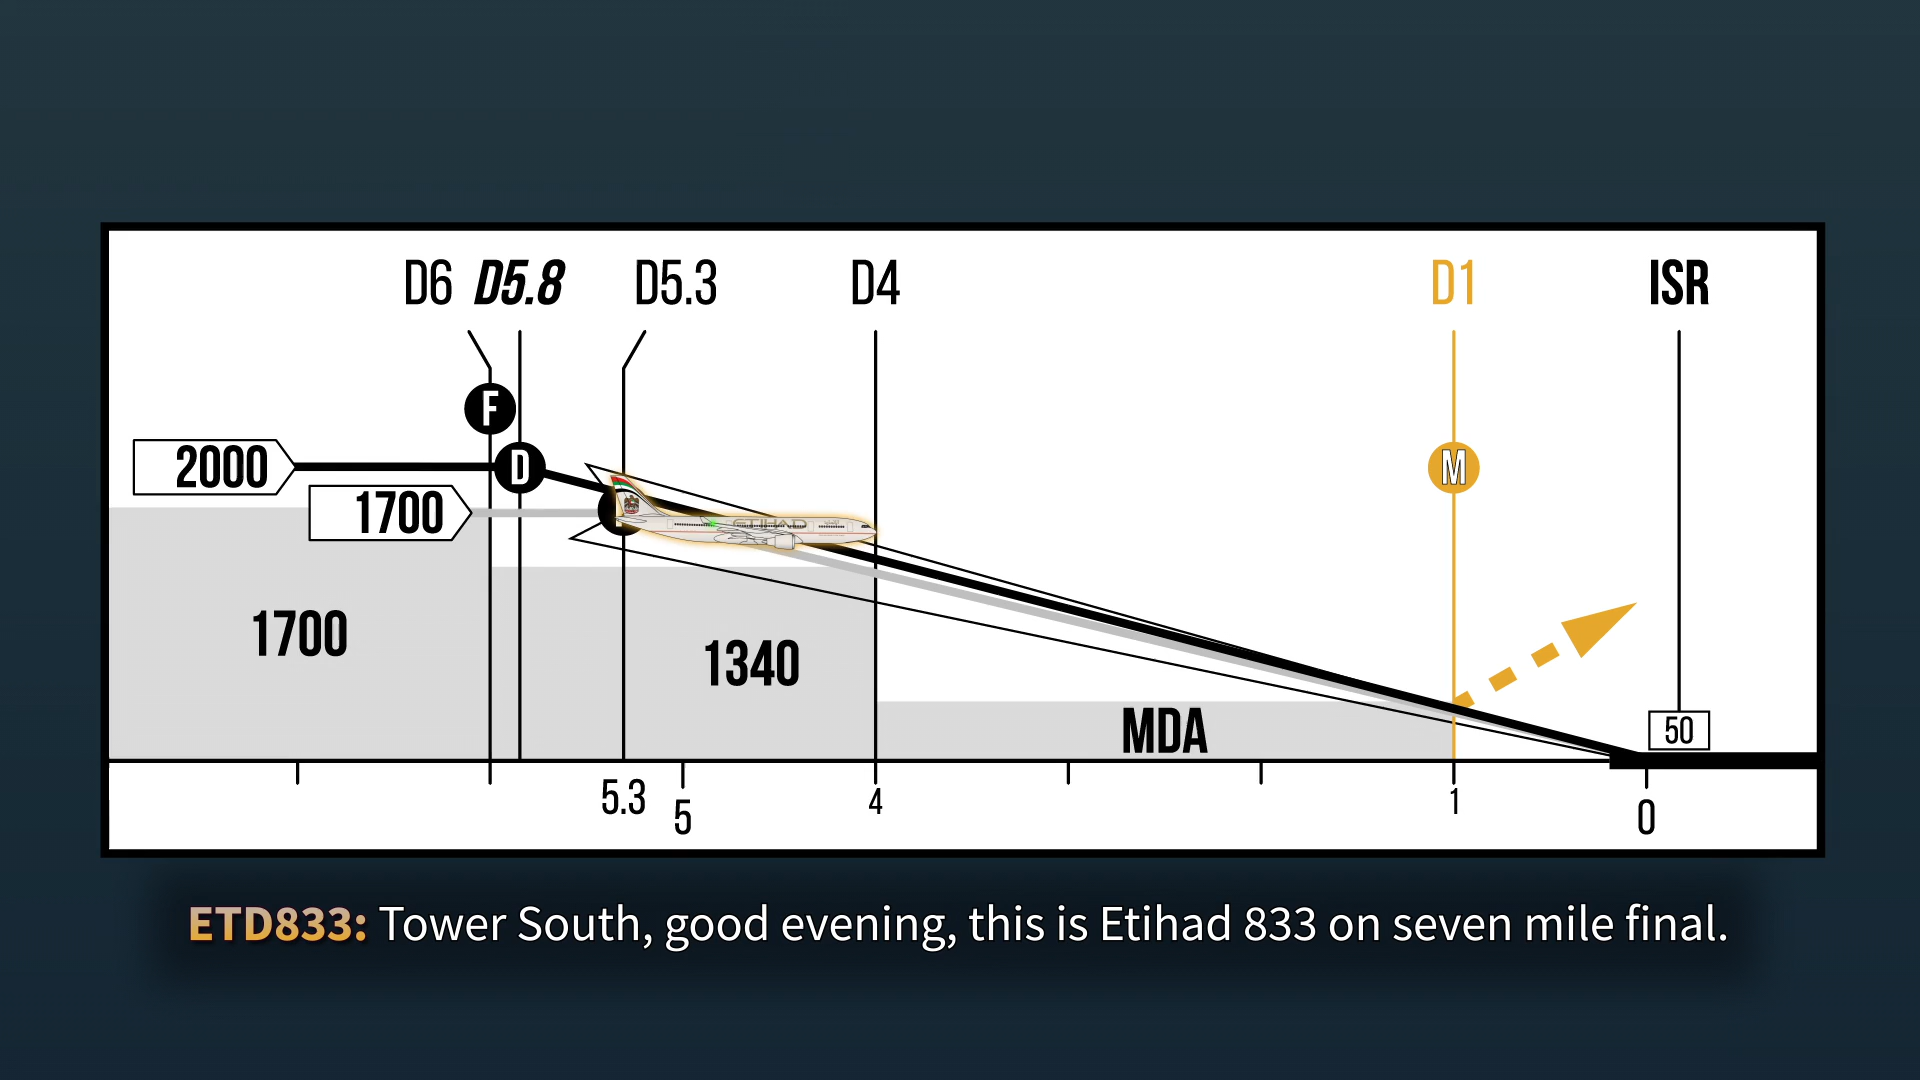 D6 D5.8 D5.3 D4 D1 ISR
F
2000 D M
1700
ETIHAD
1700
1340
MDA 50
5.3 5 4 1 0
ETD833: Tower South, good evening, this is Etihad 833 on seven mile final.